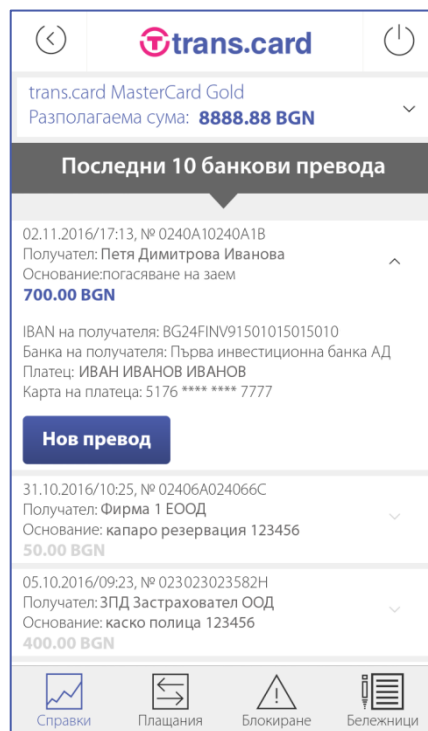 trans.card
trans.card MasterCard Gold
Разполагаема сума: 8888.88 BGN
Последни 10 банкови превода
02.11.2016/17:13, № 0240A10240A1B
Получател: Петя Димитрова Иванова
Основание:погасяване на заем
700.00 BGN
IBAN на получателя: BG24FINV91501015015010
Банка на получателя: Първа инвестиционна банка АД
Платец: ИВАН ИВАНОВ ИВАНОВ
Карта на платеца: 5176 **** **** 7777
Нов превод
31.10.2016/10:25, № 02406A024066C
Получател: Фирма 1 ЕООД
Основание: капаро резервация 123456
50.00 BGN
05.10.2016/09:23, № 023023023582H
Получател: ЗПД Застраховател ООД
Основание: каско полица 123456
400.00 BGN
Справки Плащания Блокиране Бележници